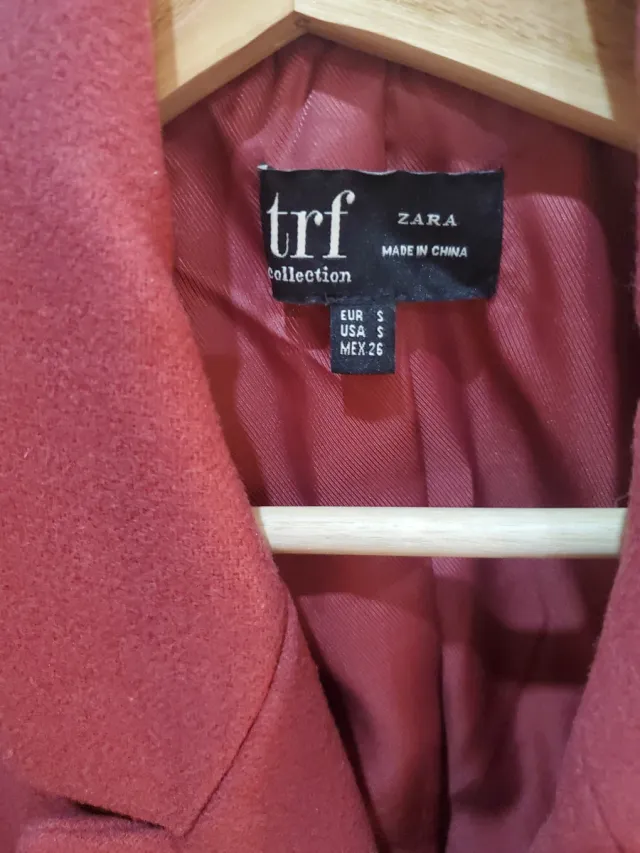 trf
collection
ZARA
MADE IN CHINA
EUR S
USA S
MEX 26